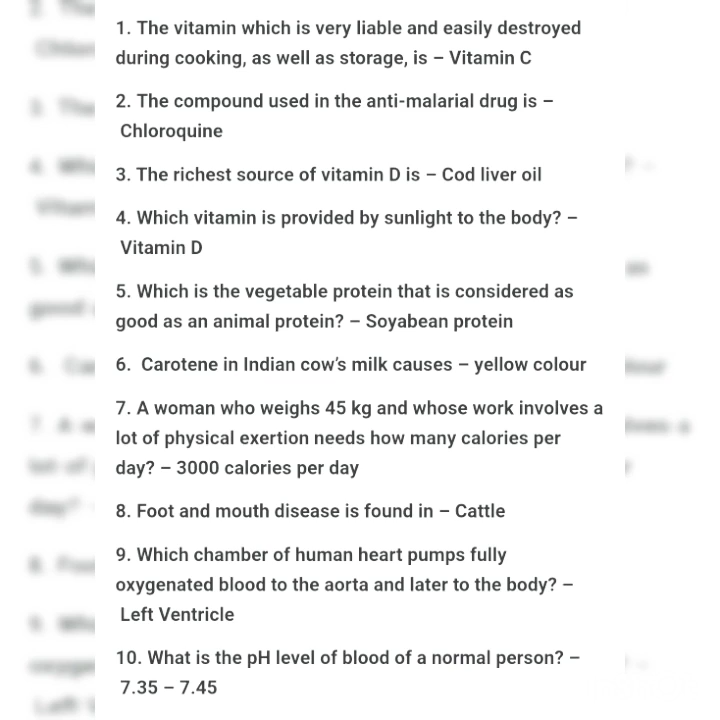 1. The vitamin which is very liable and easily destroyed
during cooking, as well as storage, is – Vitamin C
2. The compound used in the anti-malarial drug is –
Chloroquine
3. The richest source of vitamin D is – Cod liver oil
4. Which vitamin is provided by sunlight to the body? –
Vitamin D
5. Which is the vegetable protein that is considered as
good as an animal protein? – Soyabean protein
6. Carotene in Indian cow's milk causes – yellow colour
7. A woman who weighs 45 kg and whose work involves a
lot of physical exertion needs how many calories per
day? – 3000 calories per day
8. Foot and mouth disease is found in – Cattle
9. Which chamber of human heart pumps fully
oxygenated blood to the aorta and later to the body? –
Left Ventricle
10. What is the pH level of blood of a normal person? –
7.35 – 7.45